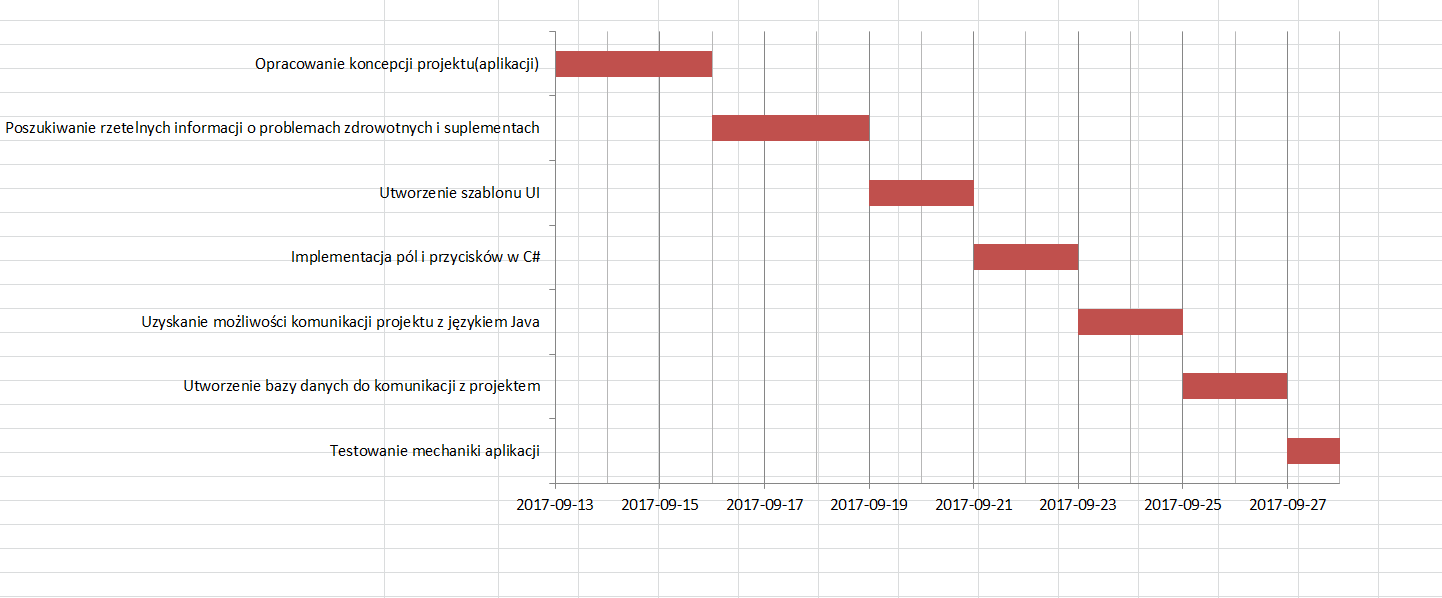 Opracowanie koncepcji projektu(aplikacji)
Poszukiwanie rzetelnych informacji o problemach zdrowotnych i suplementach
Utworzenie szablonu UI
Implementacja pól i przycisków w C#
Uzyskanie możliwości komunikacji projektu z językiem Java
Utworzenie bazy danych do komunikacji z projektem
Testowanie mechaniki aplikacji
2017-09-13 2017-09-15 2017-09-17 2017-09-19 2017-09-21 2017-09-23 2017-09-25 2017-09-27